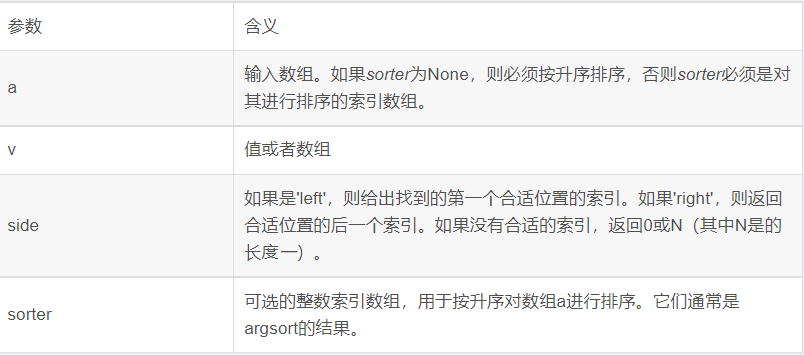 参数 含义
a 输入数组。如果sorter为None，则必须按升序排序，否则sorter必须是对
其进行排序的索引数组。
v 值或者数组
side 如果是'left'，则给出找到的第一个合适位置的索引。如果'right'，则返回
合适位置的后一个索引。如果没有合适的索引，返回0或N（其中N是的
长度一）。
sorter 可选的整数索引数组，用于按升序对数组a进行排序。它们通常是
argsort的结果。